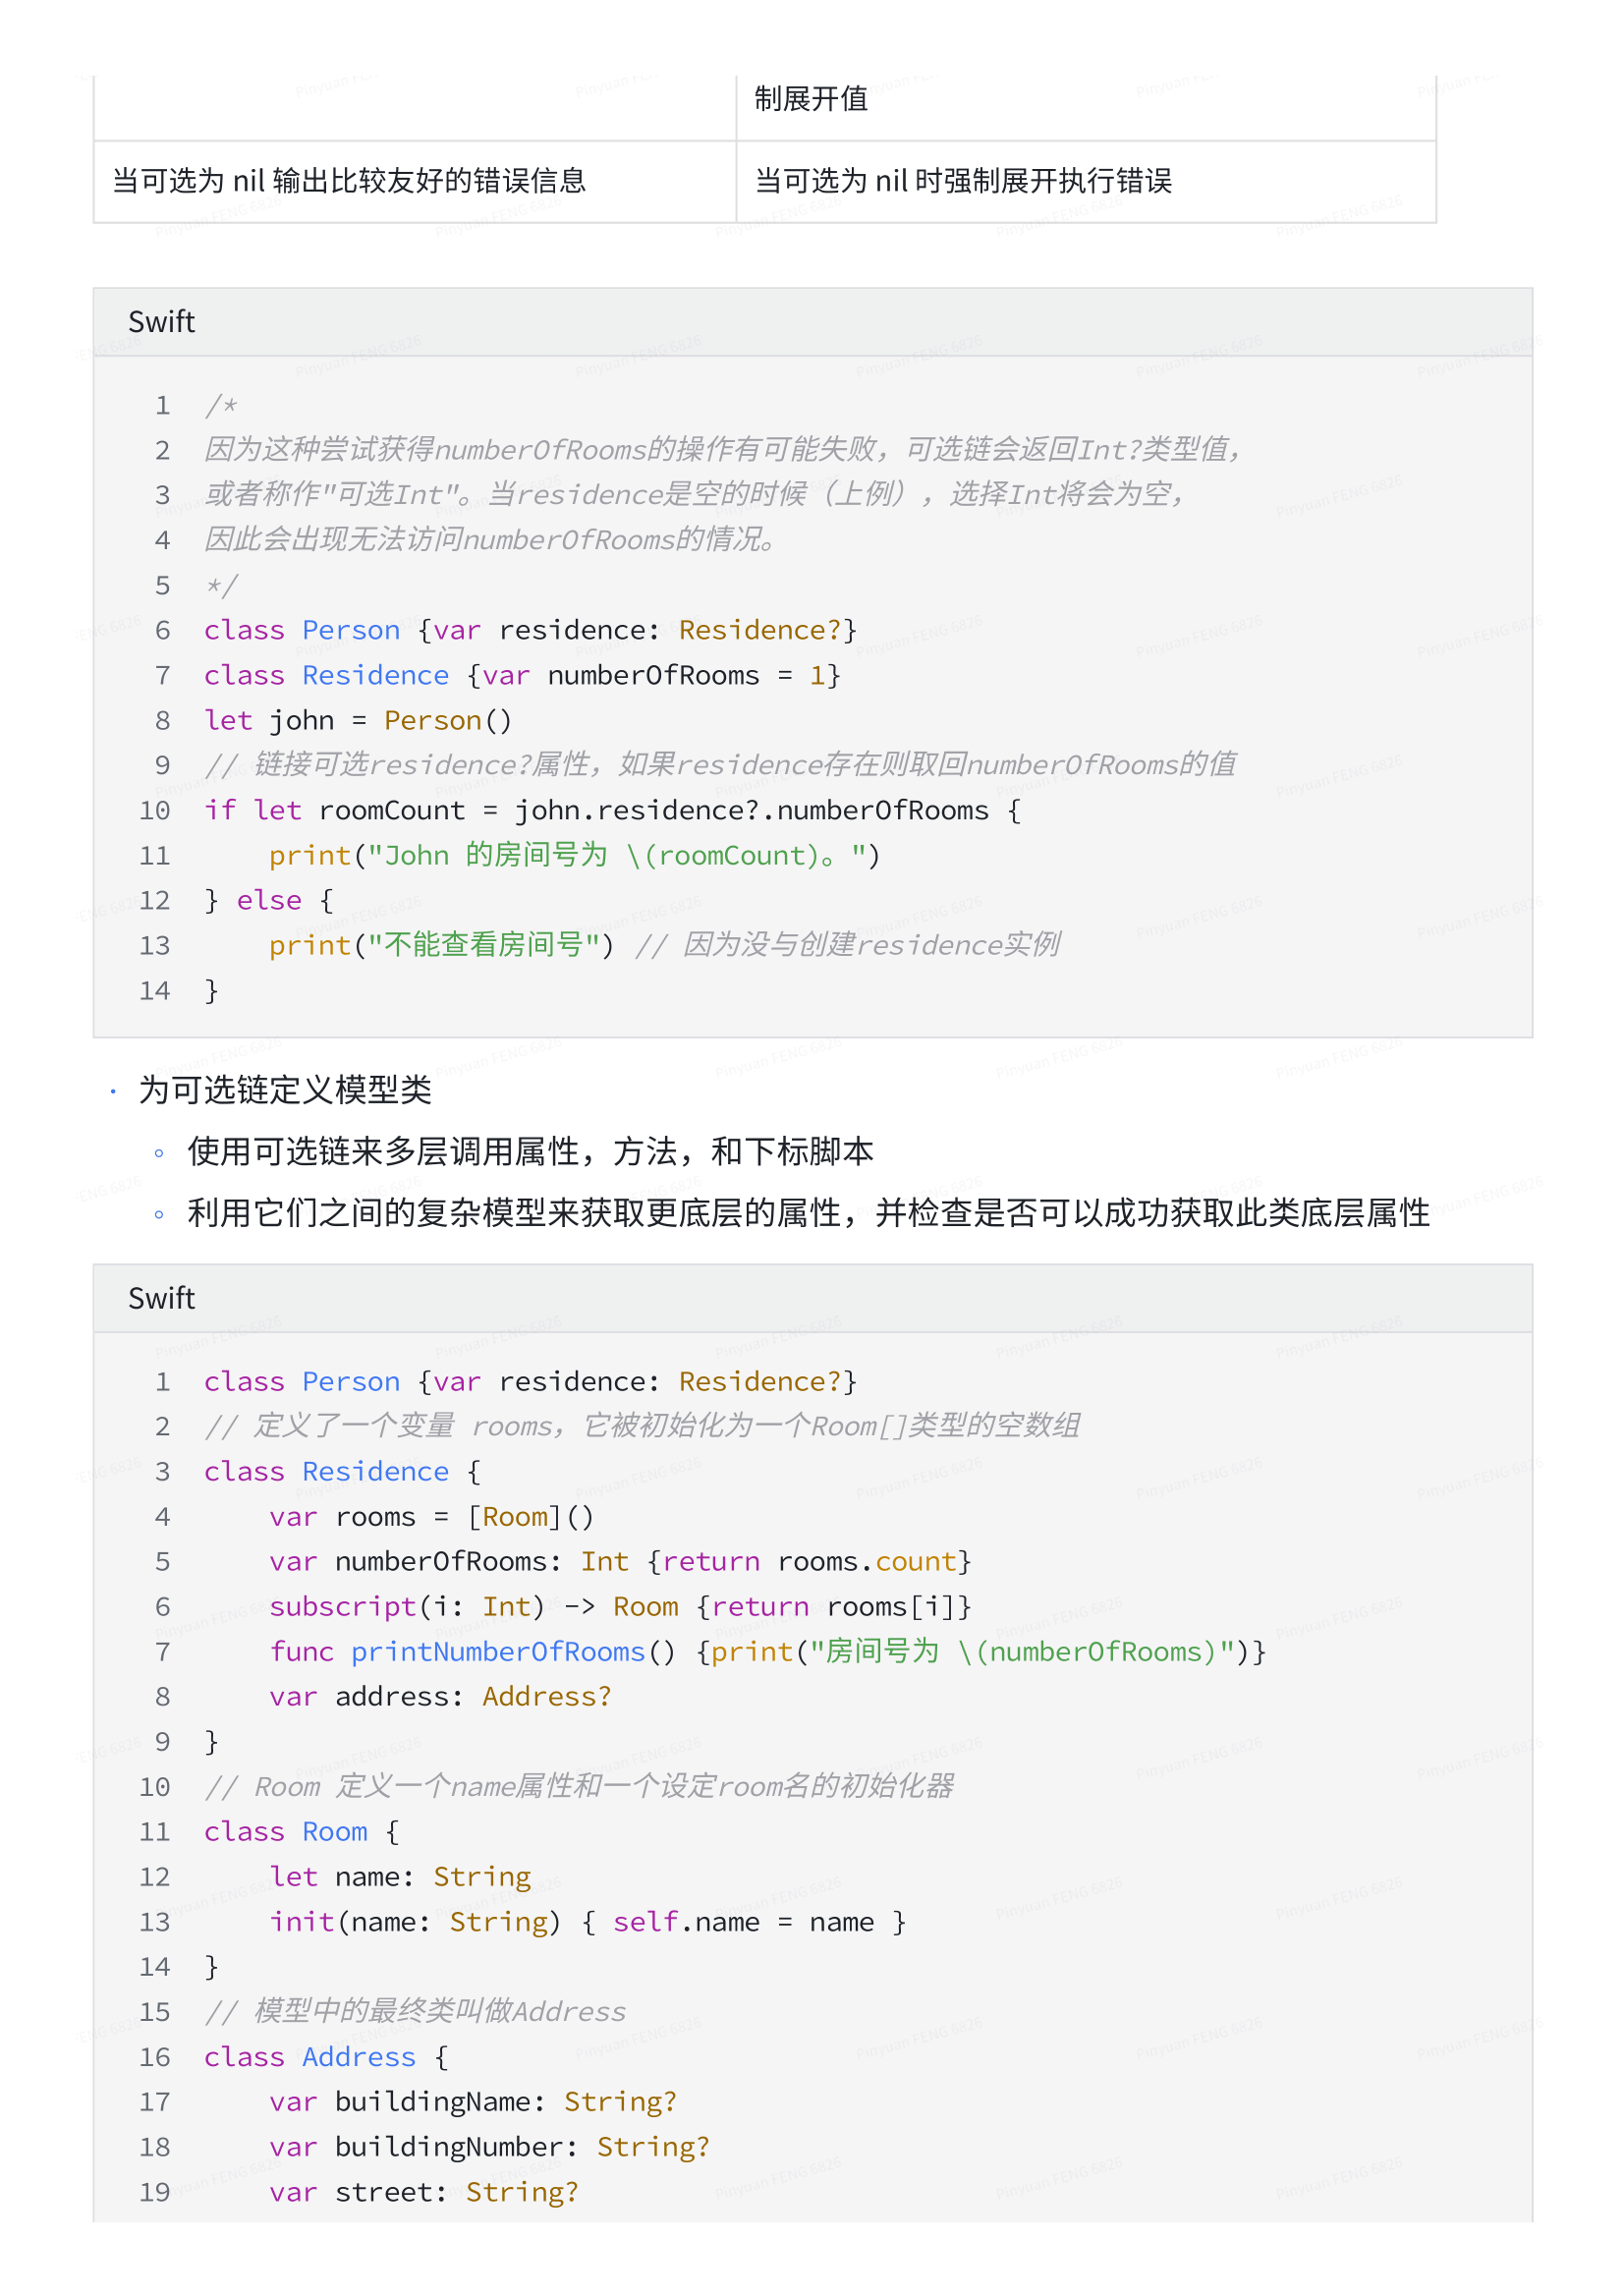 制展开值
当可选为 nil 输出比较友好的错误信息
当可选为 nil 时强制展开执行错误
Swift
1 /*
2 因为这种尝试获得numberOfRooms的操作有可能失败，可选链会返回Int?类型值，
3 或者称作"可选Int"。当residence是空的时候（上例），选择Int将会为空，
4 因此会出现无法访问numberOfRooms的情况。
5 */
6 class Person {var residence: Residence?}
7 class Residence {var numberOfRooms = 1}
8 let john = Person()
9 // 链接可选residence?属性，如果residence存在则取回numberOfRooms的值
10 if let roomCount = john.residence?.numberOfRooms {
11     print("John 的房间号为 \(roomCount)。")
12 } else {
13     print("不能查看房间号") // 因为没与创建residence实例
14 }
· 为可选链定义模型类
◦ 使用可选链来多层调用属性，方法，和下标脚本
◦ 利用它们之间的复杂模型来获取更底层的属性，并检查是否可以成功获取此类底层属性
Swift
1 class Person {var residence: Residence?}
2 // 定义了一个变量 rooms，它被初始化为一个Room[]类型的空数组
3 class Residence {
4     var rooms = [Room]()
5     var numberOfRooms: Int {return rooms.count}
6     subscript(i: Int) -> Room {return rooms[i]}
7     func printNumberOfRooms() {print("房间号为 \(numberOfRooms)")}
8     var address: Address?
9 }
10 // Room 定义一个name属性和一个设定room名的初始化器
11 class Room {
12     let name: String
13     init(name: String) { self.name = name }
14 }
15 // 模型中的最终类叫做Address
16 class Address {
17     var buildingName: String?
18     var buildingNumber: String?
19     var street: String?
Pinyuan FENG 6826